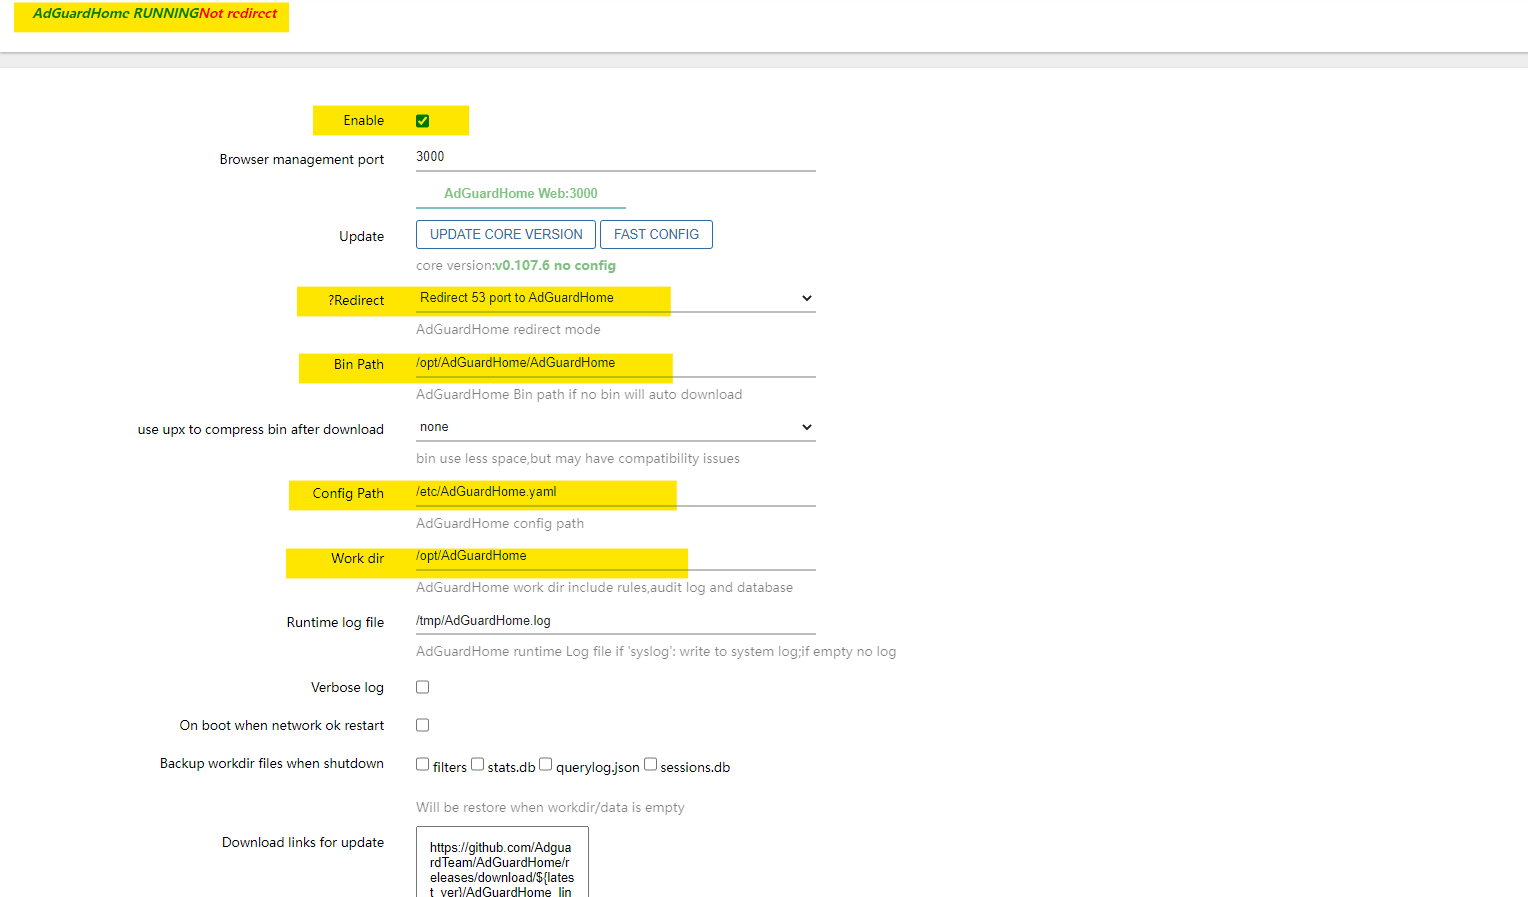 AdGuardHome RUNNINGNot redirect
Enable
Browser management port 3000
AdGuardHome Web:3000
Update UPDATE CORE VERSION FAST CONFIG
core version:v0.107.6 no config
?Redirect Redirect 53 port to AdGuardHome
AdGuardHome redirect mode
Bin Path /opt/AdGuardHome/AdGuardHome
AdGuardHome Bin path if no bin will auto download
use upx to compress bin after download none
bin use less space,but may have compatibility issues
Config Path /etc/AdGuardHome.yaml
AdGuardHome config path
Work dir /opt/AdGuardHome
AdGuardHome work dir include rules,audit log and database
Runtime log file /tmp/AdGuardHome.log
AdGuardHome runtime Log file if 'syslog': write to system log;if empty no log
Verbose log
On boot when network ok restart
Backup workdir files when shutdown filters stats.db querylog.json sessions.db
Will be restore when workdir/data is empty
Download links for update
https://github.com/Adgua
rdTeam/AdGuardHome/r
eleases/download/${lates
t_ver}/AdGuardHome_lin